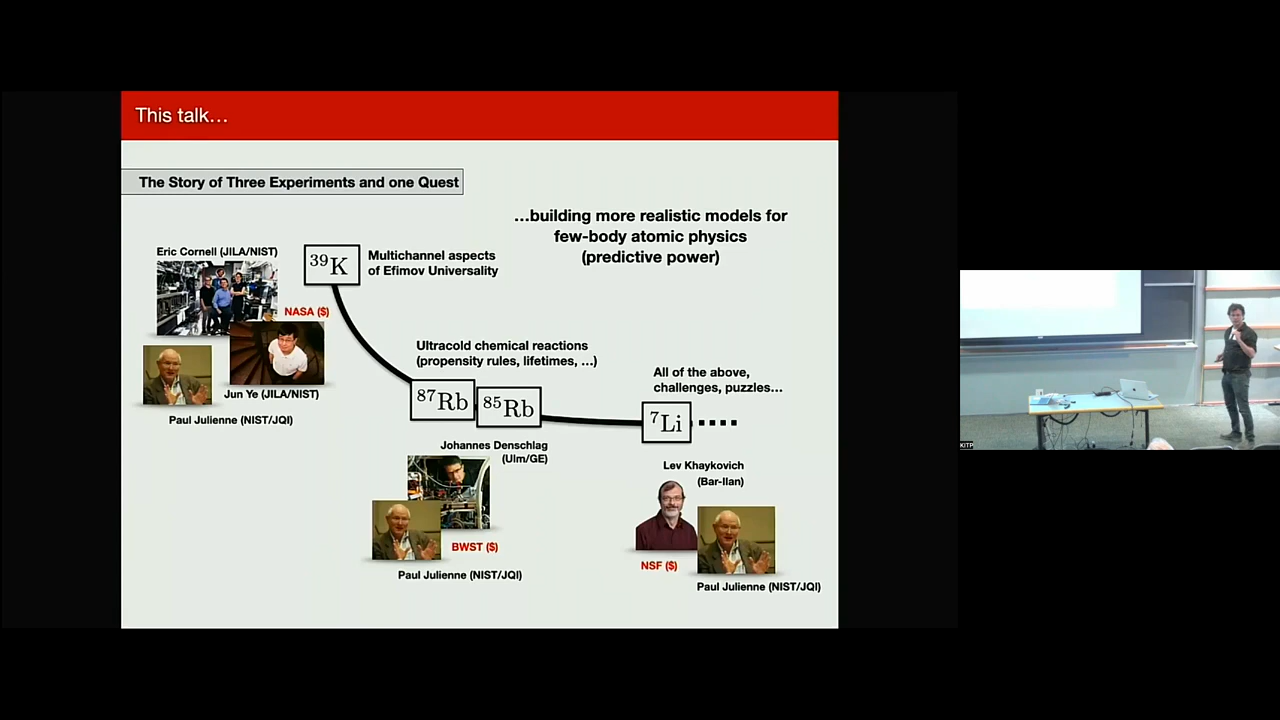 This talk…
The Story of Three Experiments and one Quest
…building more realistic models for
few-body atomic physics
(predictive power)
Eric Cornell (JILA/NIST)
39K
Multichannel aspects
of Efimov Universality
NASA ($)
Jun Ye (JILA/NIST)
Paul Julienne (NIST/JQI)
Ultracold chemical reactions
(propensity rules, lifetimes, ...)
87Rb
85Rb
Johannes Denschlag
(Ulm/GE)
BWST ($)
Paul Julienne (NIST/JQI)
All of the above,
challenges, puzzles…
7Li
Lev Khaykovich
(Bar-Ilan)
NSF ($)
Paul Julienne (NIST/JQI)
KITP